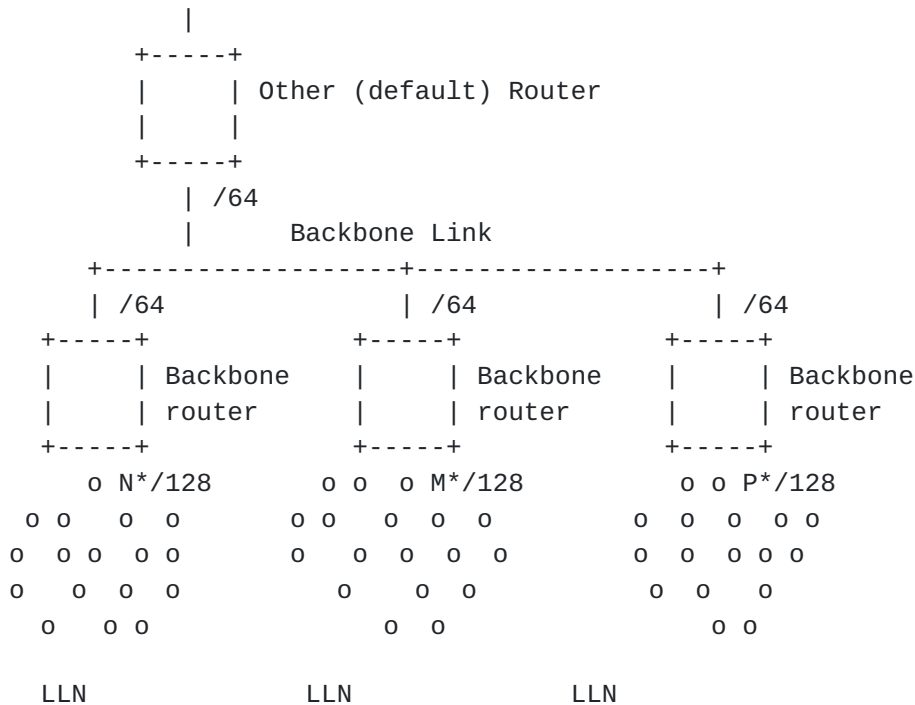 Other (default) Router
/64
Backbone Link
/64 /64 /64
Backbone Backbone Backbone
router router router
o N*/128 o o o M*/128 o o P*/128
o o o o o o o o o o o o o o
o o o o o o o o o o o o o o o
o o o o o o o o o o
o o o o o o o
LLN LLN LLN